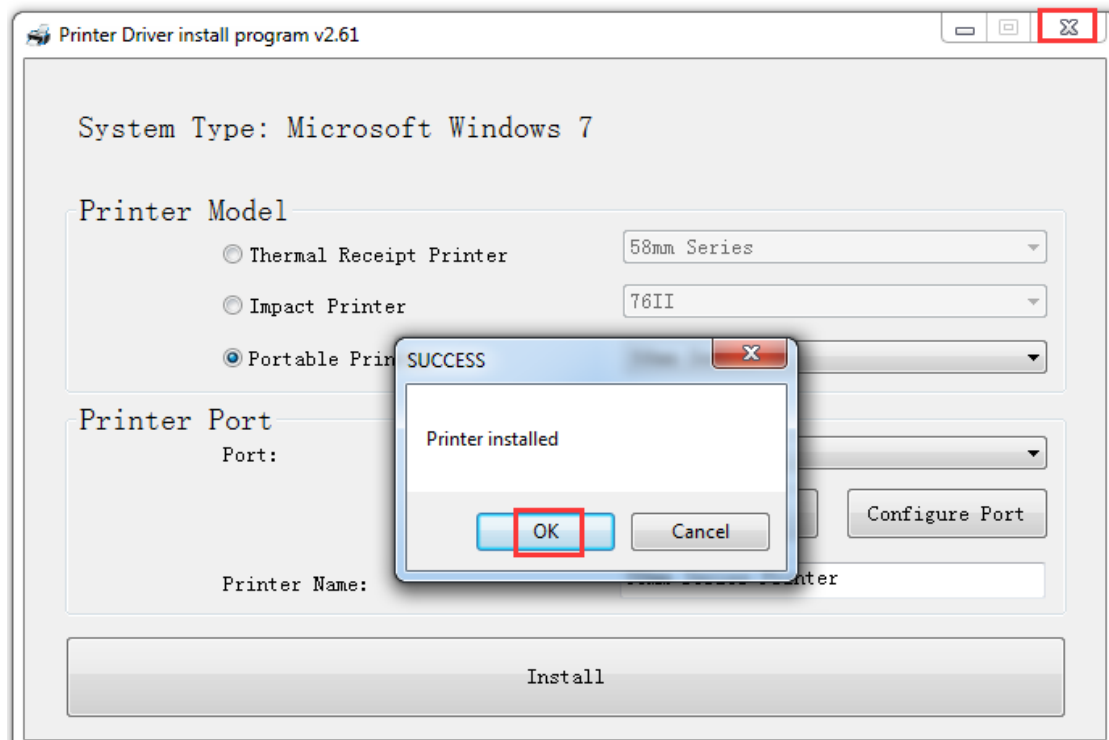 Printer Driver install program v2.61
System Type: Microsoft Windows 7
Printer Model
Thermal Receipt Printer
58mm Series
Impact Printer
76II
Portable
SUCCESS
Printer installed
OK
Cancel
Printer Port
Port:
Configure Port
Printer Name:
Install